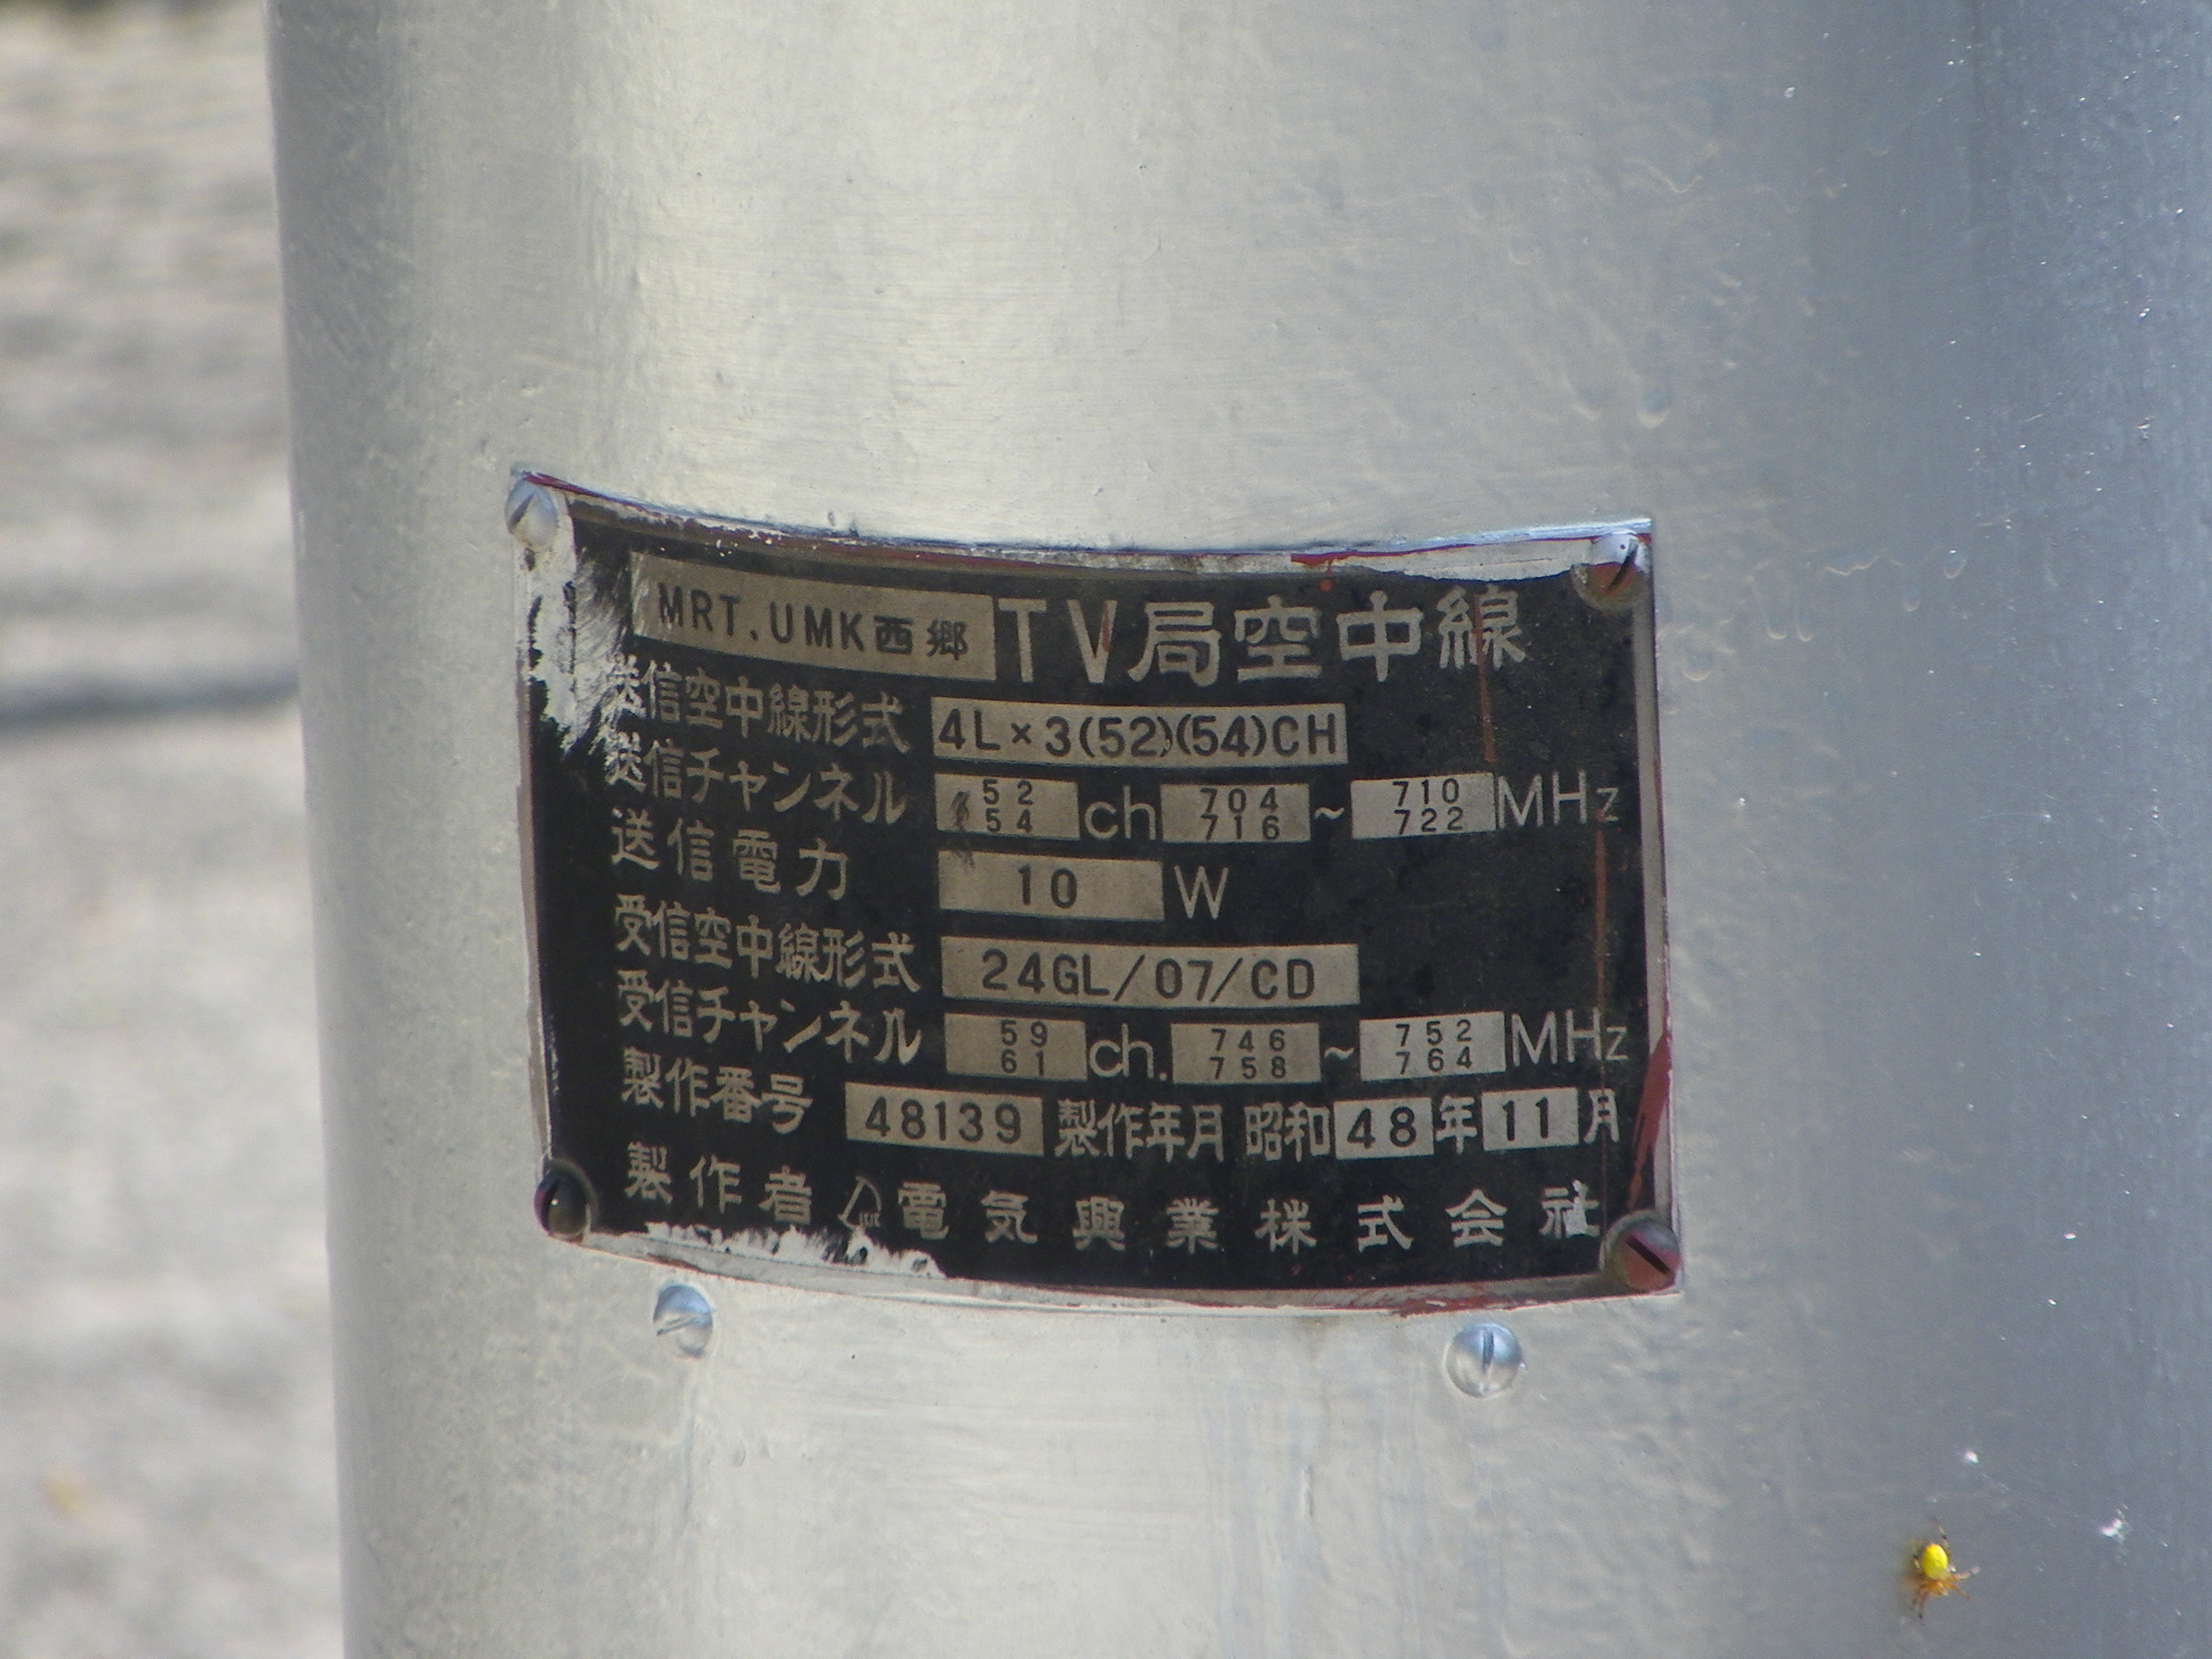 MRT.UMK西郷TV局空中線
送信空中線形式 4L×3(52)(54)CH
送信チャンネル 52 54 ch 704 716 ~ 710 722 MHz
送信電力 10 W
受信空中線形式 24GL/07/CD
受信チャンネル 59 61 ch. 746 758 ~ 752 764 MHz
製作番号 48139 製作年月 昭和48年11月
製作者 電気興業株式会社